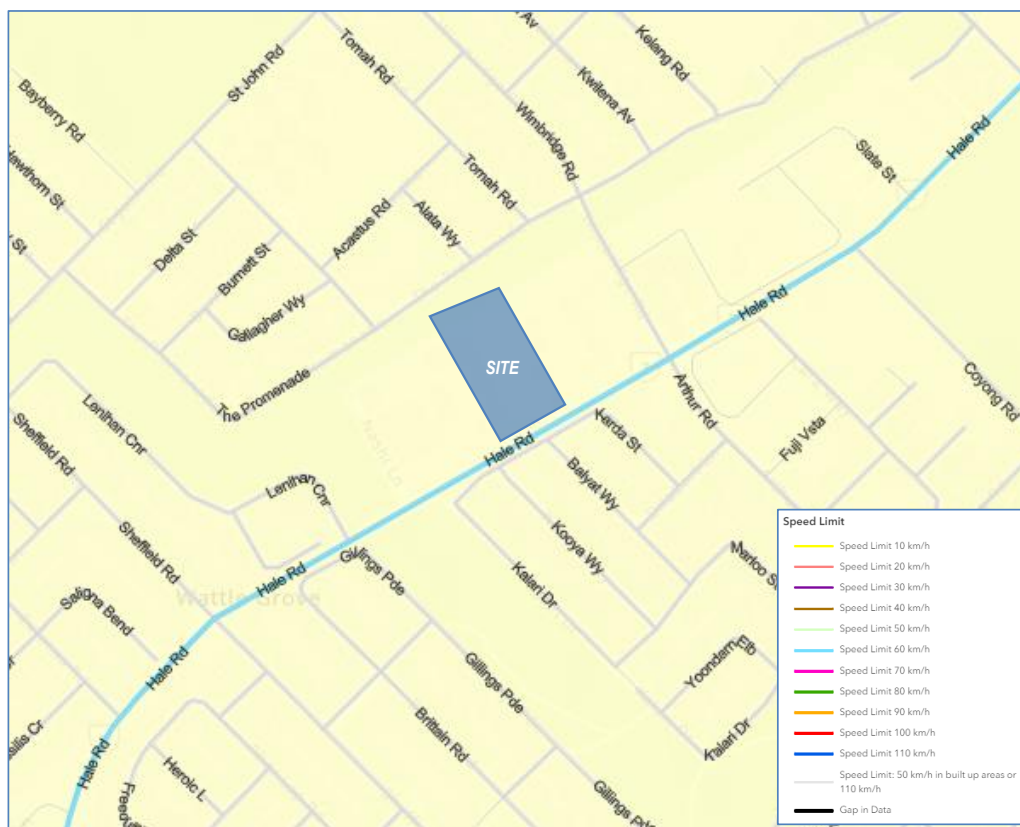 Av
Kelang Rd
Tomah Rd
St John Rd
Kwilena Av
Bayberry Rd
Wimbridge Rd
Hale Rd
Slate St
Hawthorn St
Tomah Rd
Acastus Rd
Alata Wy
St
Delta St
Burnett St
Gallagher Wy
Hale Rd
SITE
The Promenade
Arthur Rd
Coyong Rd
Lenihan Cnr
Sheffield Rd
Karda St
Fuji Vsta
Nashi Ln
Hale Rd
Balyat Wy
Lenihan Cnr
Kooya Wy
Sheffield Rd
Gillings Pde
Kalari Dr
Marloo St
Hale Rd
Wattle Grove
Saligna Bend
Yoondam Elb
Hale Rd
Gillings Pde
Kalari Dr
Brittain Rd
Hale Rd
Heroic L
Gillings Pde
Speed Limit
Speed Limit 10 km/h
Speed Limit 20 km/h
Speed Limit 30 km/h
Speed Limit 40 km/h
Speed Limit 50 km/h
Speed Limit 60 km/h
Speed Limit 70 km/h
Speed Limit 80 km/h
Speed Limit 90 km/h
Speed Limit 100 km/h
Speed Limit 110 km/h
Speed Limit: 50 km/h in built up areas or
110 km/h
Gap in Data